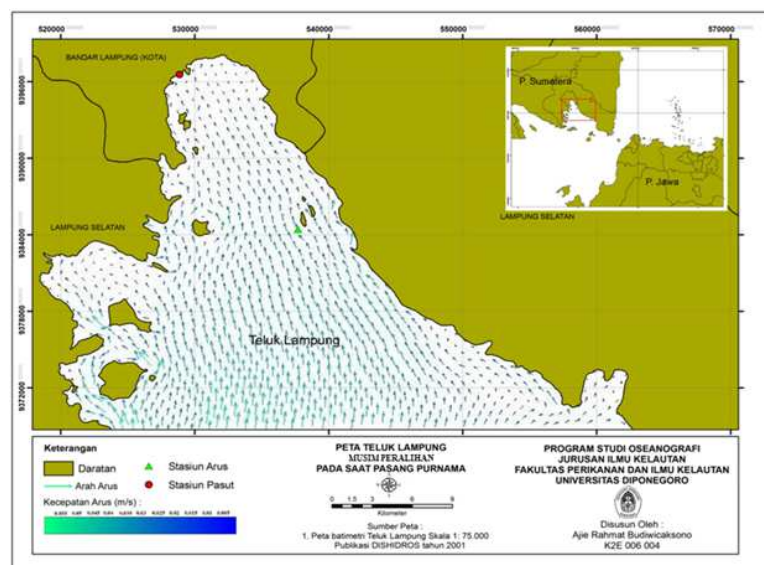 520000 530000 540000 550000 560000 570000
9396000
9390000
9384000
9378000
9372000
BANDAR LAMPUNG (KOTA)
P. Sumatera
P. Jawa
LAMPUNG SELATAN
LAMPUNG SELATAN
Teluk Lampung
Keterangan
Daratan
Arah Arus
Stasiun Arus
Stasiun Pasut
Kecepatan Arus (m/s) :
PETA TELUK LAMPUNG
MUSIM PERALIHAN
PADA SAAT PASANG PURNAMA
0 1.5 3 6 9
Kilometer
Sumber Peta :
1. Peta batimetri Teluk Lampung Skala 1: 75.000
Publikasi DISHIDROS tahun 2001
PROGRAM STUDI OSEANOGRAFI
JURUSAN ILMU KELAUTAN
FAKULTAS PERIKANAN DAN ILMU KELAUTAN
UNIVERSITAS DIPONEGORO
Disusun Oleh :
Ajie Rahmat Budiwicaksono
K2E 006 004